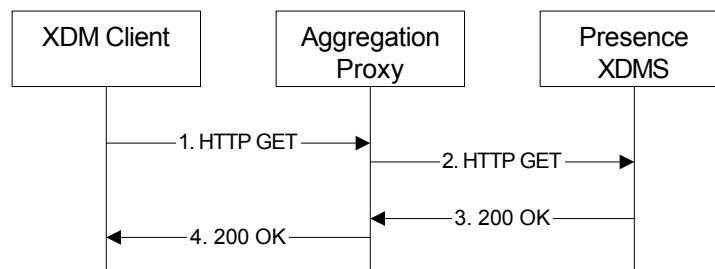 XDM Client
Aggregation
Proxy
Presence
XDMS
1. HTTP GET
2. HTTP GET
3. 200 OK
4. 200 OK